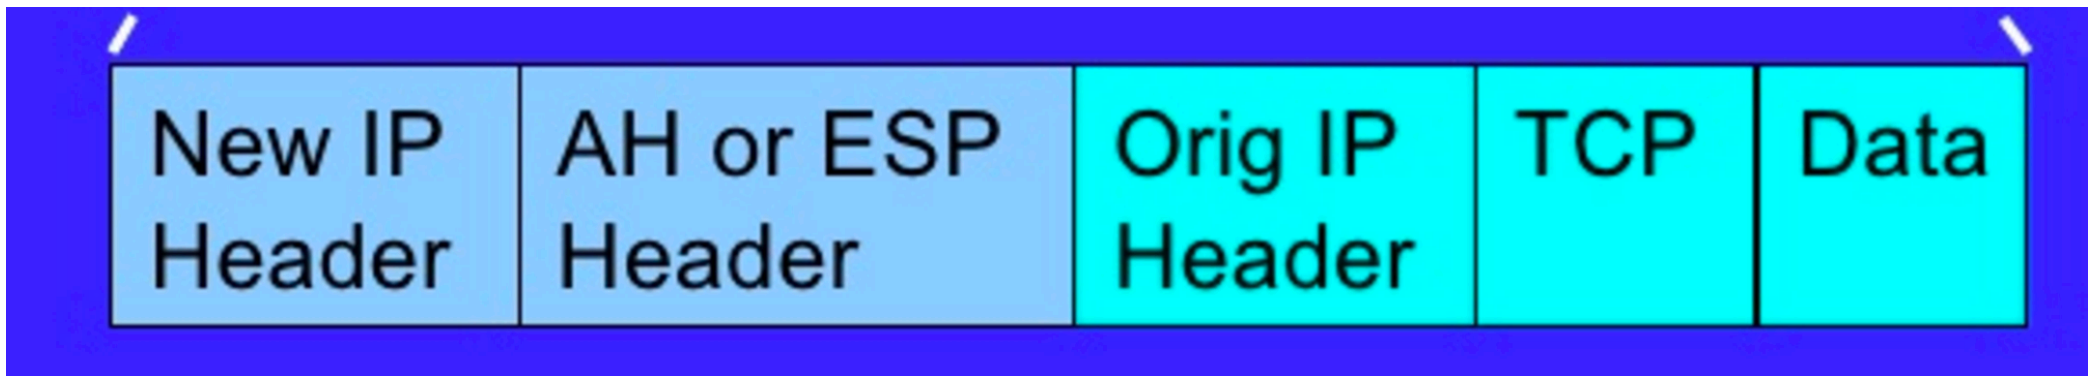 New IP
Header
AH or ESP
Header
Orig IP
Header
TCP
Data